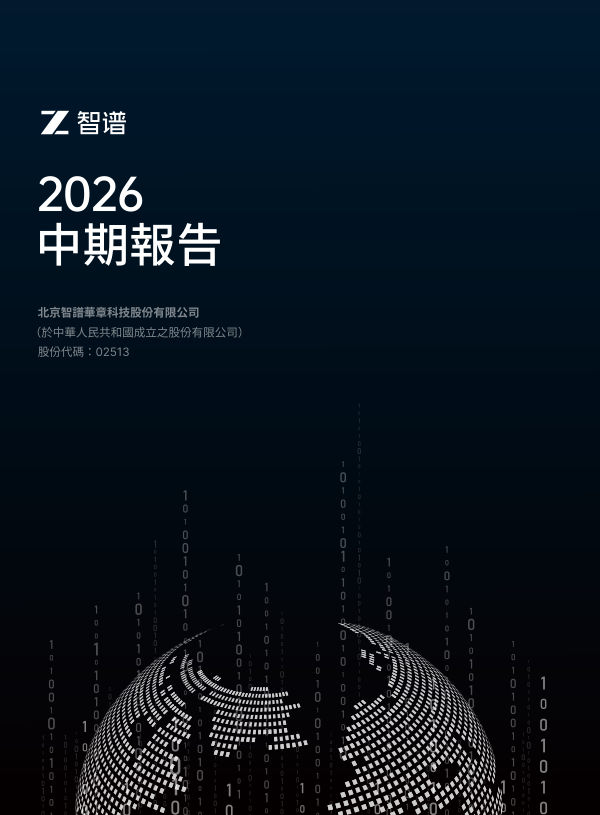 智谱
2026
中期報告
北京智譜華章科技股份有限公司
（於中華人民共和國成立之股份有限公司）
股份代碼：02513